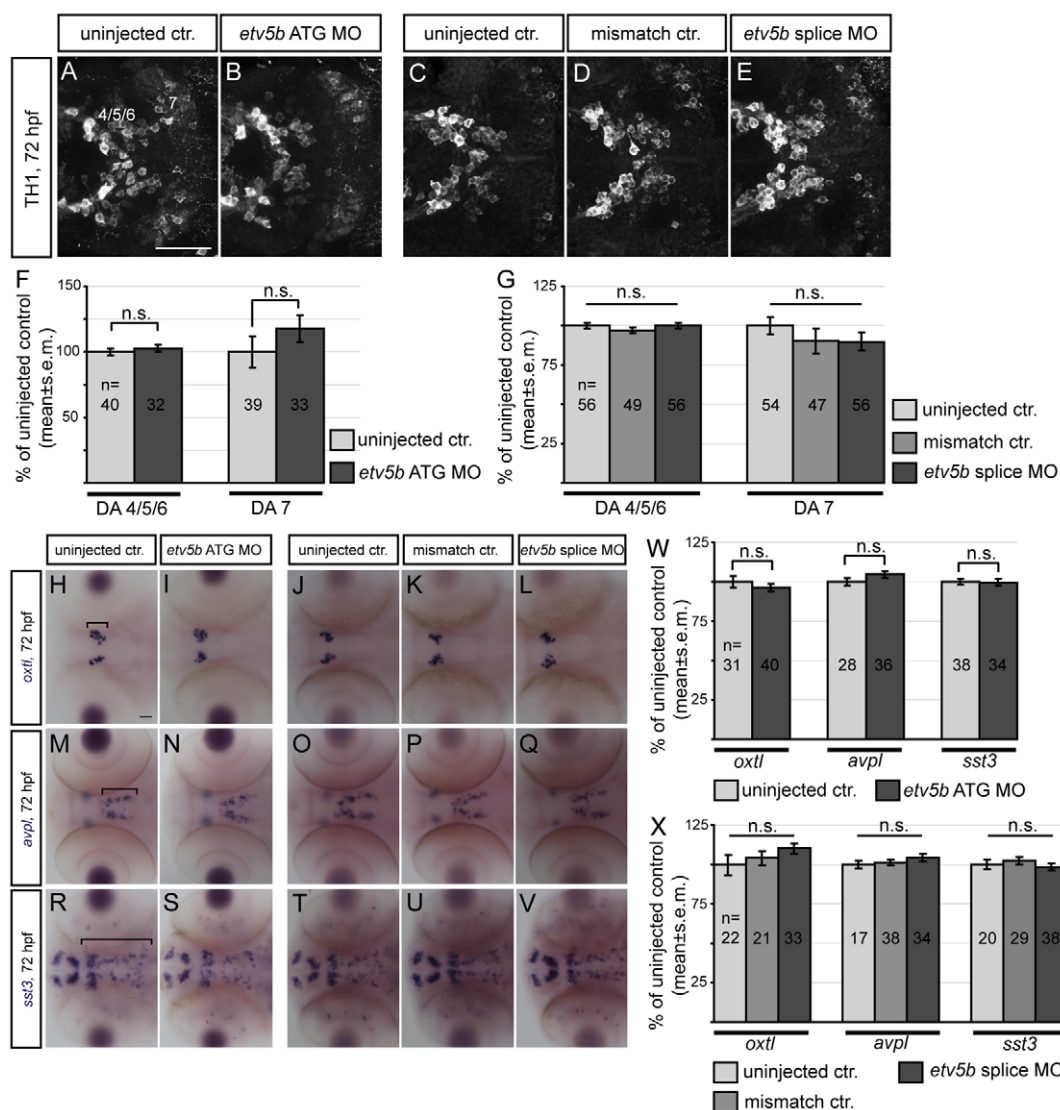 uninjected ctr. etv5b ATG MO uninjected ctr. mismatch ctr. etv5b splice MO
TH1, 72 hpf
A B C D E
4/5/6 7
F
% of uninjected control
(mean±s.e.m.)
150
100
50
n.s. n.s.
n=
40 32 39 33
DA 4/5/6 DA 7
uninjected ctr.
etv5b ATG MO
G
% of uninjected control
(mean±s.e.m.)
125
75
25
n.s. n.s.
n=
56 49 56 54 47 56
DA 4/5/6 DA 7
uninjected ctr.
mismatch ctr.
etv5b splice MO
uninjected ctr. etv5b ATG MO uninjected ctr. mismatch ctr. etv5b splice MO
oxtl, 72 hpf
H I J K L
avpl, 72 hpf
M N O P Q
sst3, 72 hpf
R S T U V
W
% of uninjected control
(mean±s.e.m.)
125
75
25
n.s. n.s. n.s.
n=
31 40 28 36 38 34
oxtl avpl sst3
uninjected ctr. etv5b ATG MO
X
% of uninjected control
(mean±s.e.m.)
125
75
25
n.s. n.s. n.s.
n=
22 21 33 17 38 34 20 29 38
oxtl avpl sst3
uninjected ctr. etv5b splice MO
mismatch ctr.